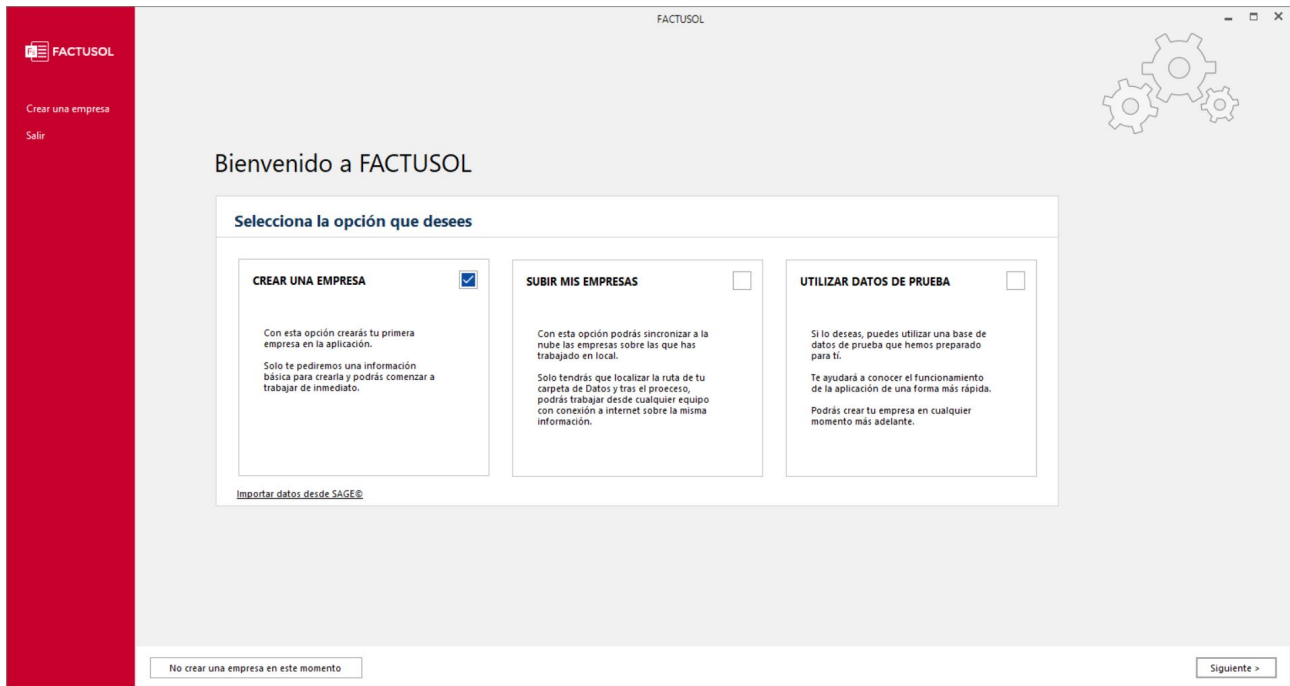 FACTUSOL
FS FACTUSOL
Crear una empresa
Salir
Bienvenido a FACTUSOL
Selecciona la opción que desees
CREAR UNA EMPRESA
Con esta opción crearás tu primera
empresa en la aplicación.
Solo te pediremos una información
básica para crearla y podrás comenzar a
trabajar de inmediato.
SUBIR MIS EMPRESAS
Con esta opción podrás sincronizar a la
nube las empresas sobre las que has
trabajado en local.
Solo tendrás que localizar la ruta de tu
carpeta de Datos y tras el proeceso,
podrás trabajar desde cualquier equipo
con conexión a internet sobre la misma
información.
UTILIZAR DATOS DE PRUEBA
Si lo deseas, puedes utilizar una base de
datos de prueba que hemos preparado
para tí.
Te ayudará a conocer el funcionamiento
de la aplicación de una forma más rápida.
Podrás crear tu empresa en cualquier
momento más adelante.
Importar datos desde SAGE©
No crear una empresa en este momento
Siguiente >